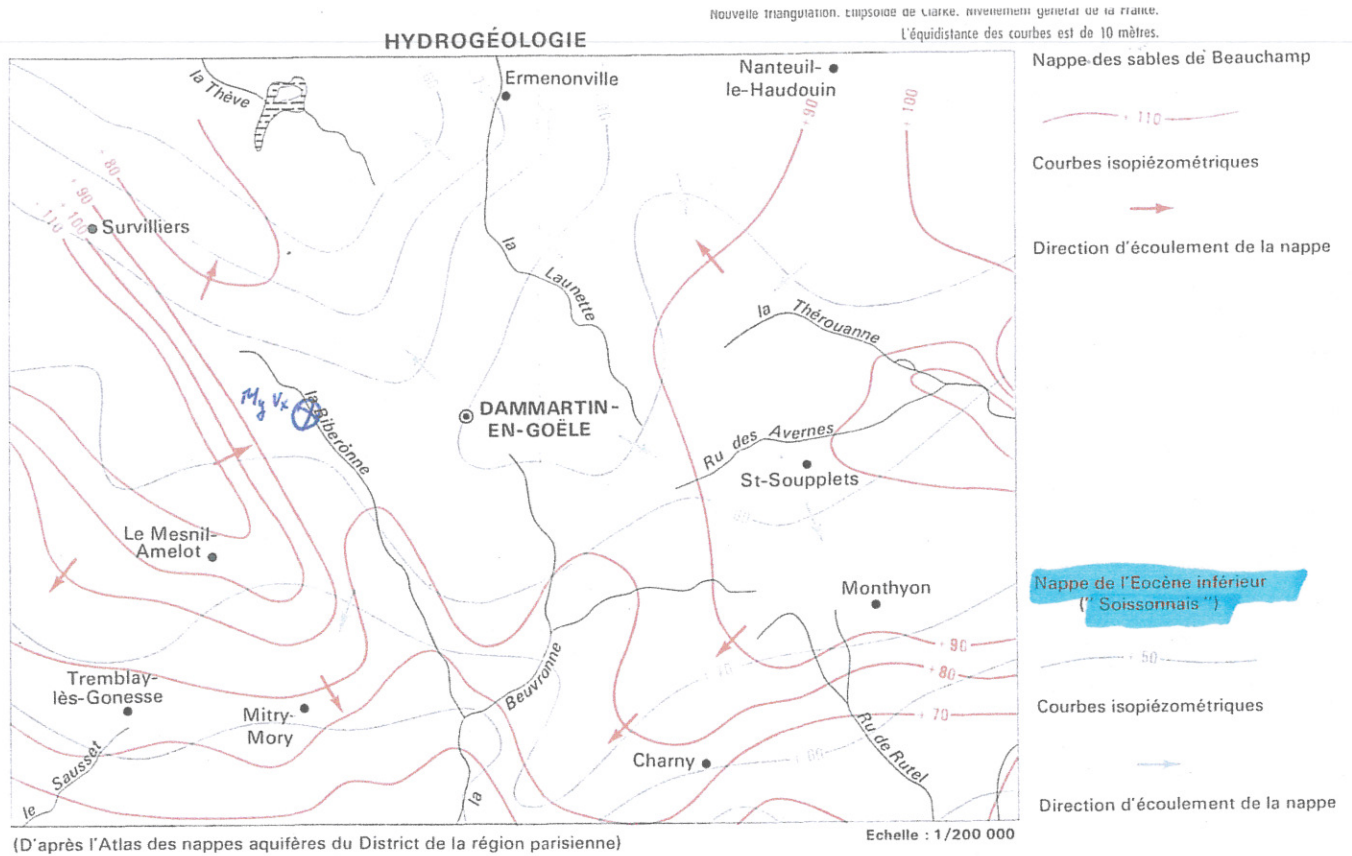 Nouvelle triangulation. Ellipsoïde de Clarke. Nivellement général de la France.
L'équidistance des courbes est de 10 mètres.
HYDROGÉOLOGIE
la Thève
Ermenonville
Nanteuil-
le-Haudouin
+ 90
+ 100
+ 80
+ 90
+ 100
+ 110
Survilliers
la Launette
la Thérouanne
My Vx
la Biberonne
DAMMARTIN-
EN-GOËLE
Ru des Avernes
St-Soupplets
Le Mesnil-
Amelot
Monthyon
+ 90
+ 80
+ 70
Tremblay-
lès-Gonesse
Mitry-
Mory
la Beuvronne
Charny
Ru de Rutel
le Sausset
(D'après l'Atlas des nappes aquifères du District de la région parisienne)
Echelle : 1/200 000
Nappe des sables de Beauchamp
+ 110
Courbes isopiézométriques
Direction d'écoulement de la nappe
Nappe de l'Eocène inférieur
(" Soissonnais ")
+ 50
Courbes isopiézométriques
Direction d'écoulement de la nappe